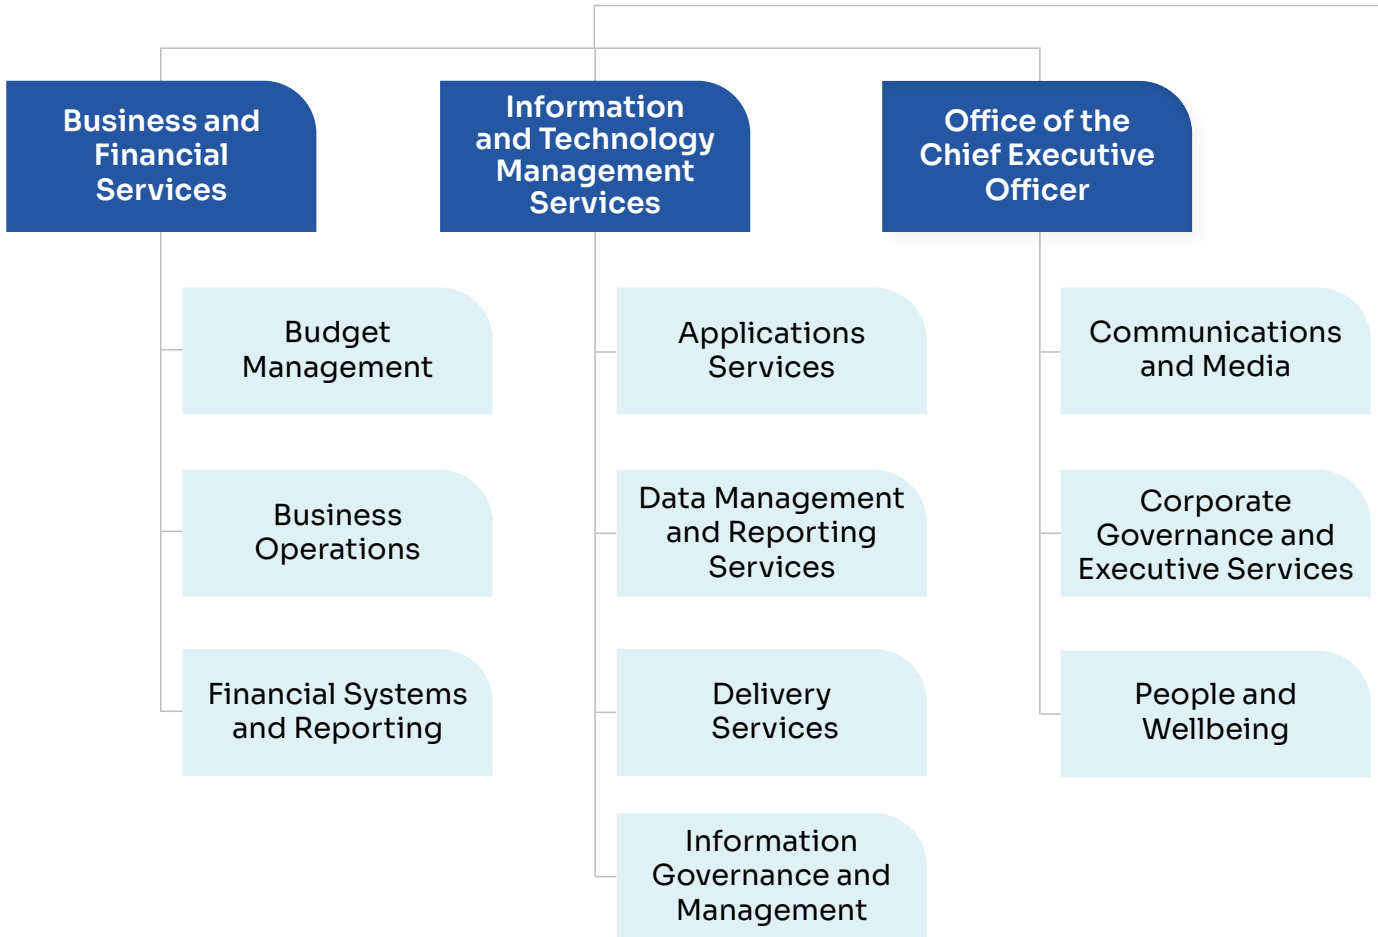 Business and
Financial
Services
Information
and Technology
Management
Services
Office of the
Chief Executive
Officer
Budget
Management
Applications
Services
Communications
and Media
Business
Operations
Data Management
and Reporting
Services
Corporate
Governance and
Executive Services
Financial Systems
and Reporting
Delivery
Services
People and
Wellbeing
Information
Governance and
Management